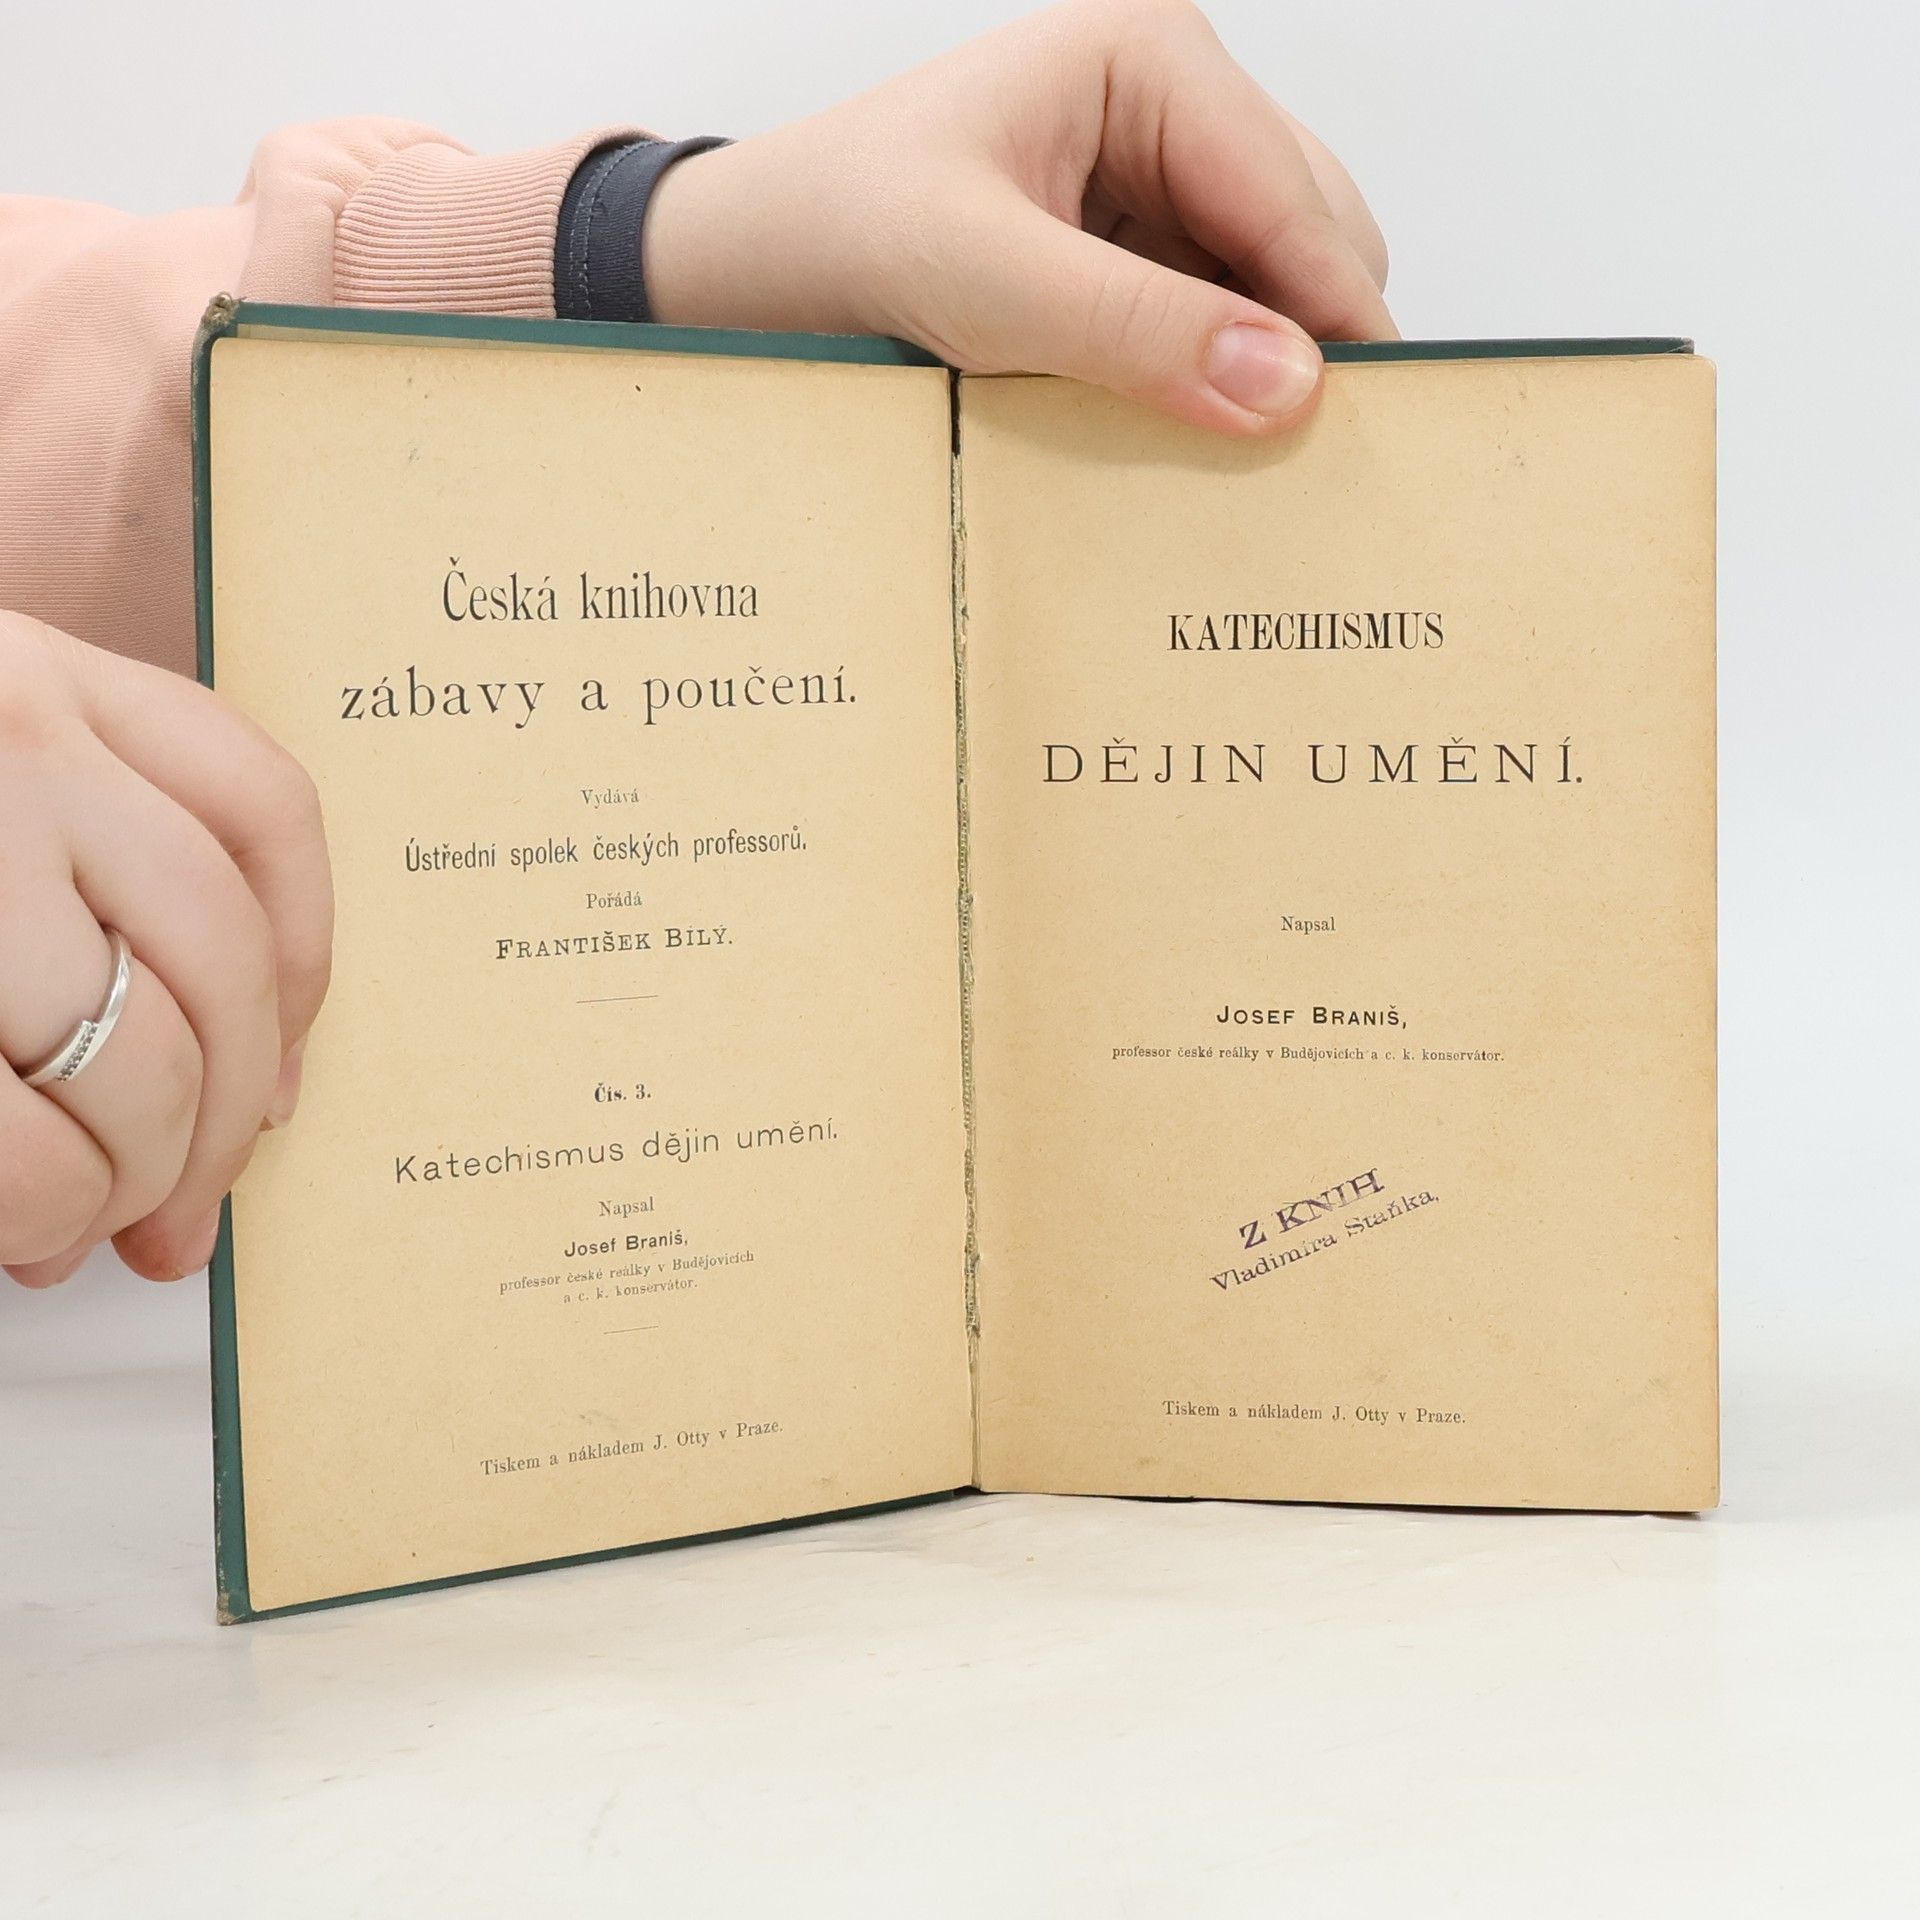 Česká knihovna
zábavy a poučení.
Vydává
Ústřední spolek českých professorů.
Pořádá
FRANTIŠEK BÍLÝ.
Čís. 3.
Katechismus dějin umění.
Napsal
Josef Braniš,
professor české reálky v Budějovicích
a c. k. konservátor.
Tiskem a nákladem J. Otty v Praze.
KATECHISMUS
DĚJIN UMĚNÍ.
Napsal
JOSEF BRANIŠ,
professor české reálky v Budějovicích a c. k. konservátor.
Z KNIH
Vladimíra Staňka,
Tiskem a nákladem J. Otty v Praze.